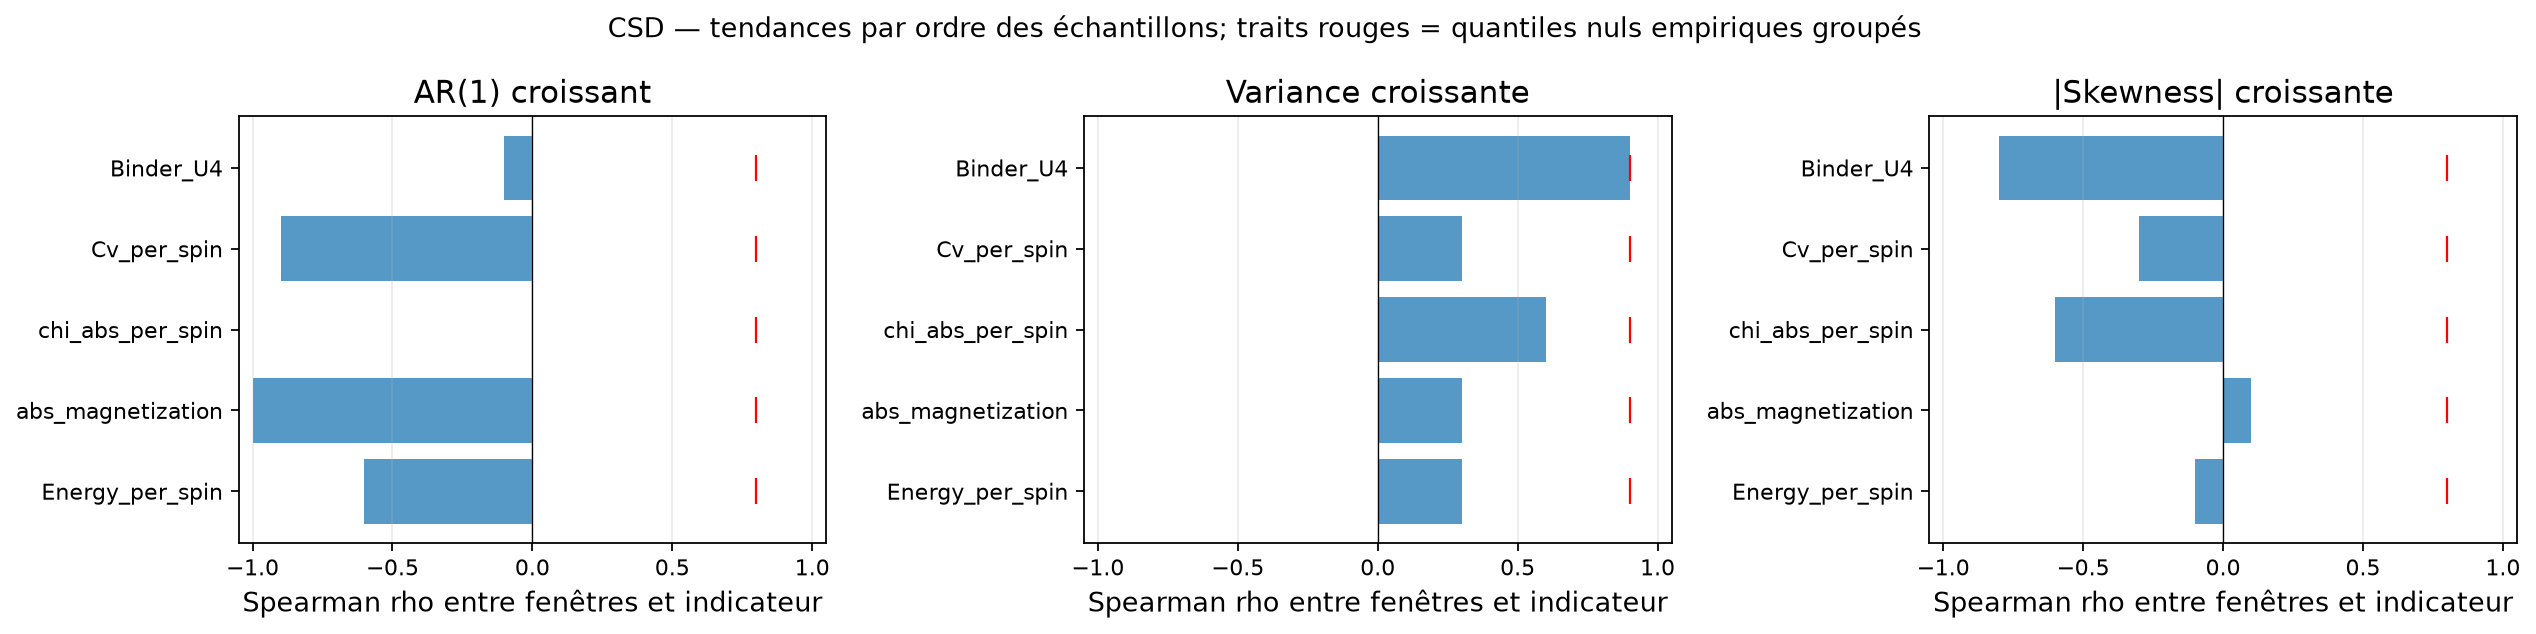 CSD — tendances par ordre des échantillons; traits rouges = quantiles nuls empiriques groupés
AR(1) croissant
Binder_U4
Cv_per_spin
chi_abs_per_spin
abs_magnetization
Energy_per_spin
−1.0 −0.5 0.0 0.5 1.0
Spearman rho entre fenêtres et indicateur
Variance croissante
Binder_U4
Cv_per_spin
chi_abs_per_spin
abs_magnetization
Energy_per_spin
−1.0 −0.5 0.0 0.5 1.0
Spearman rho entre fenêtres et indicateur
|Skewness| croissante
Binder_U4
Cv_per_spin
chi_abs_per_spin
abs_magnetization
Energy_per_spin
−1.0 −0.5 0.0 0.5 1.0
Spearman rho entre fenêtres et indicateur